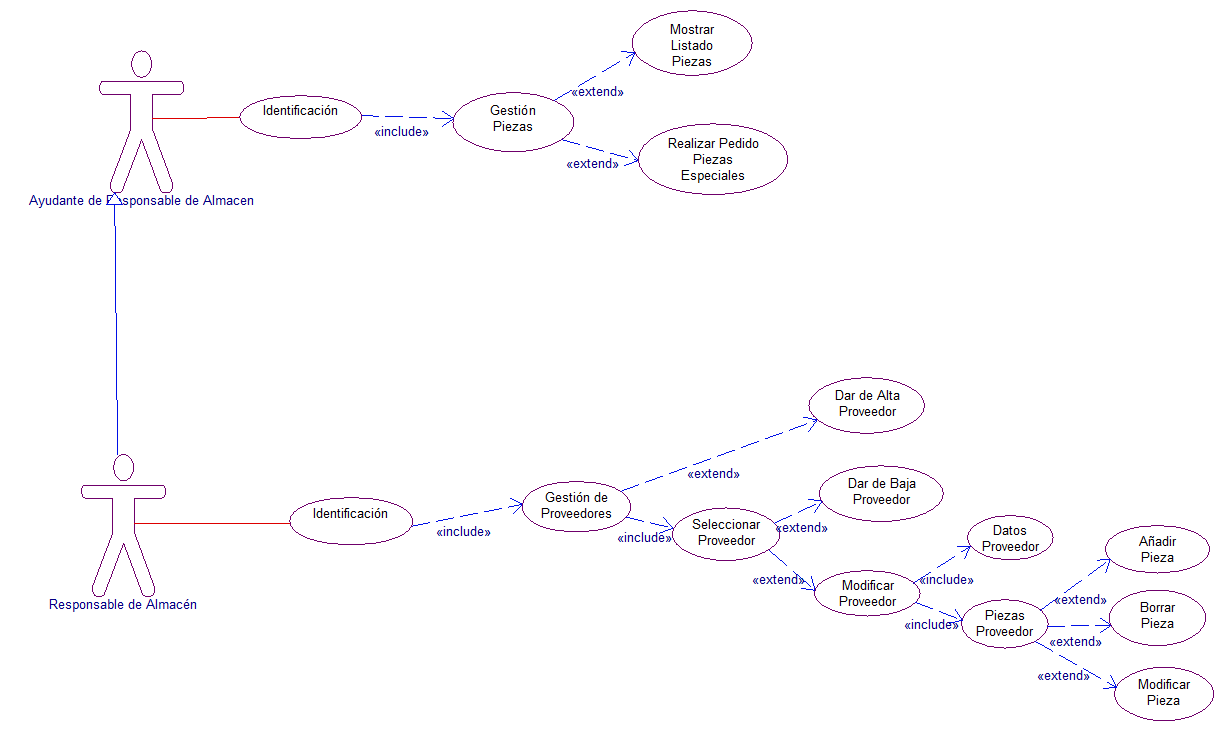 Mostrar
Listado
Piezas
«extend»
Identificación
«include»
Gestión
Piezas
Realizar Pedido
Piezas
Especiales
«extend»
Ayudante de Responsable de Almacen
Dar de Alta
Proveedor
«extend»
Dar de Baja
Proveedor
Identificación
«include»
Gestión de
Proveedores
«include»
Seleccionar
Proveedor
«extend»
«extend»
Modificar
Proveedor
Datos
Proveedor
«include»
«include»
Piezas
Proveedor
Añadir
Pieza
«extend»
Borrar
Pieza
«extend»
«extend»
Modificar
Pieza
Responsable de Almacén